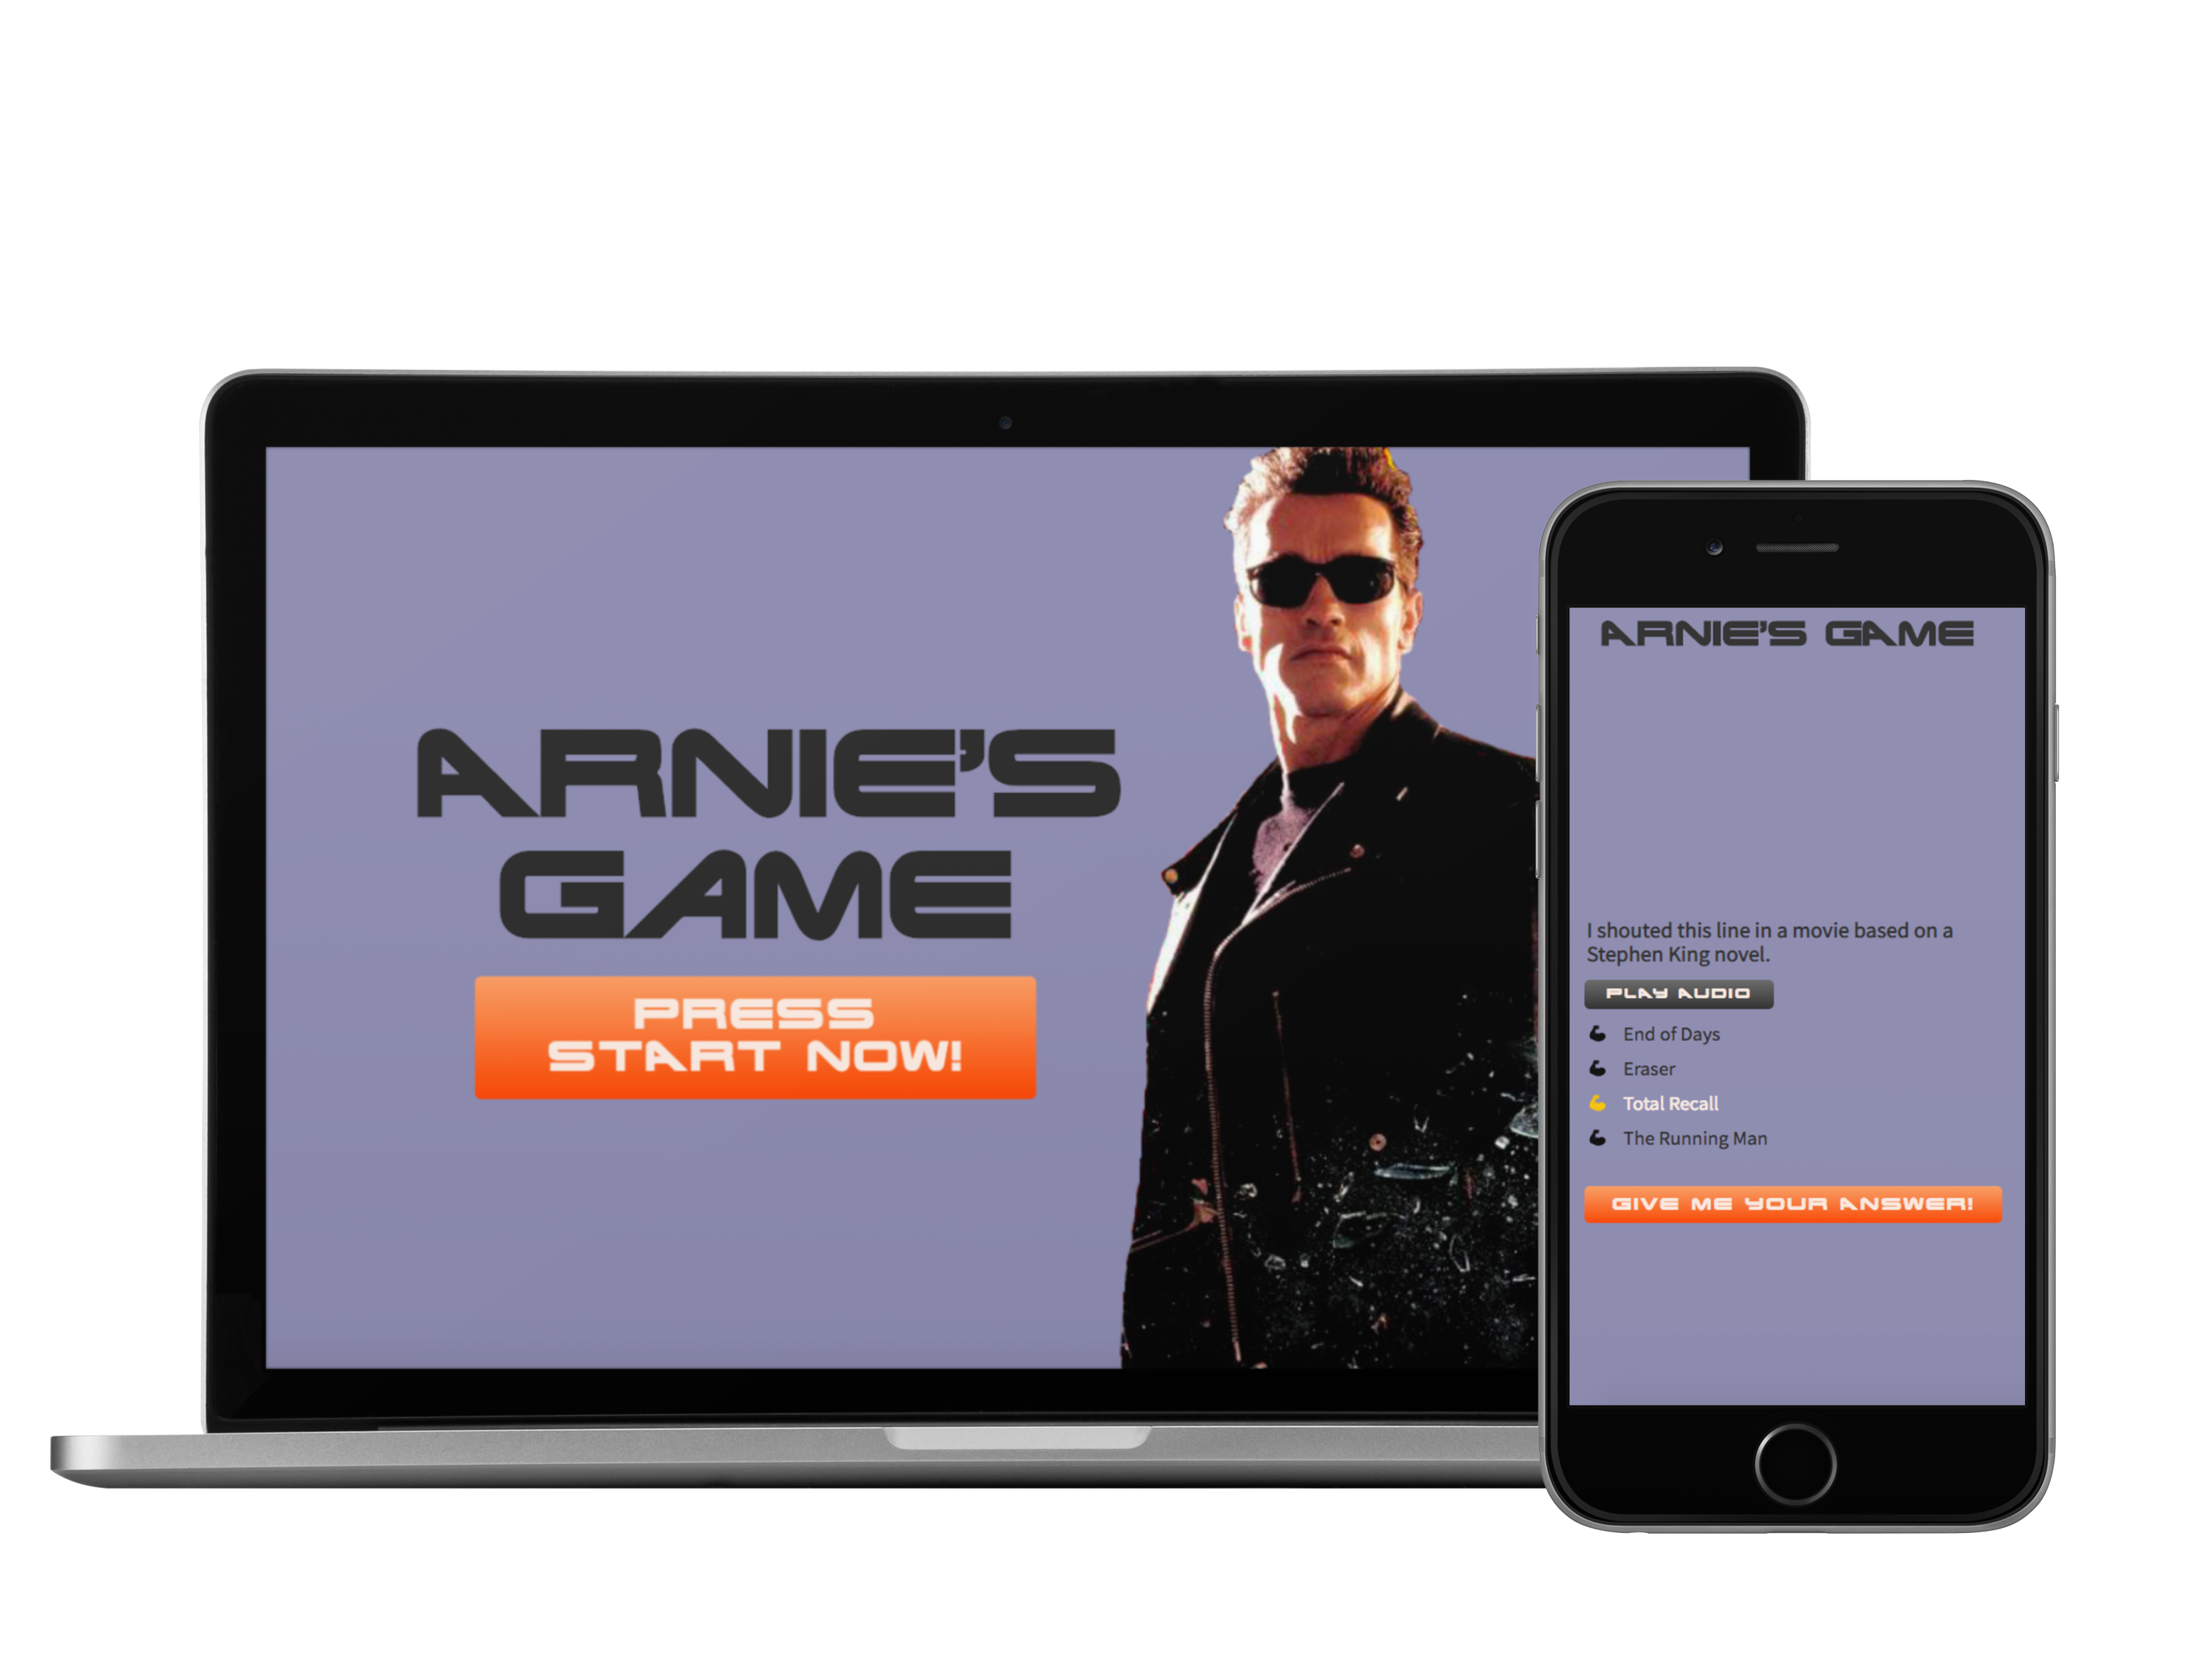 ARNIE'S
GAME
PRESS
START NOW!
ARNIE'S GAME
I shouted this line in a movie based on a
Stephen King novel.
PLAY AUDIO
End of Days
Eraser
Total Recall
The Running Man
GIVE ME YOUR ANSWER!